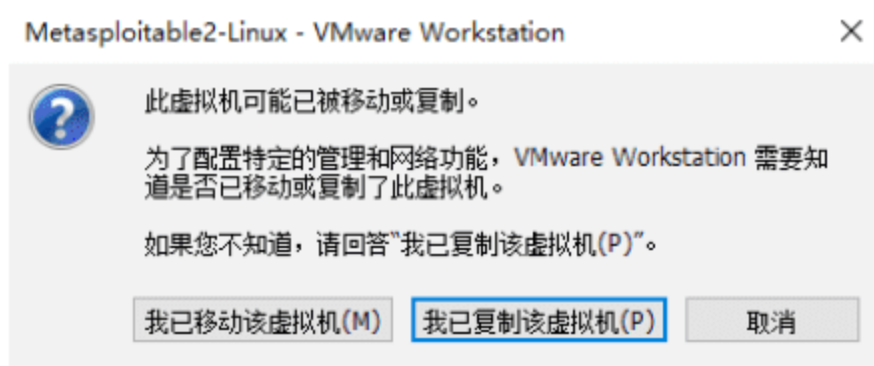 Metasploitable2-Linux - VMware Workstation
此虚拟机可能已被移动或复制。
为了配置特定的管理和网络功能，VMware Workstation 需要知
道是否已移动或复制了此虚拟机。
如果您不知道，请回答“我已复制该虚拟机(P)”。
我已移动该虚拟机(M)
我已复制该虚拟机(P)
取消